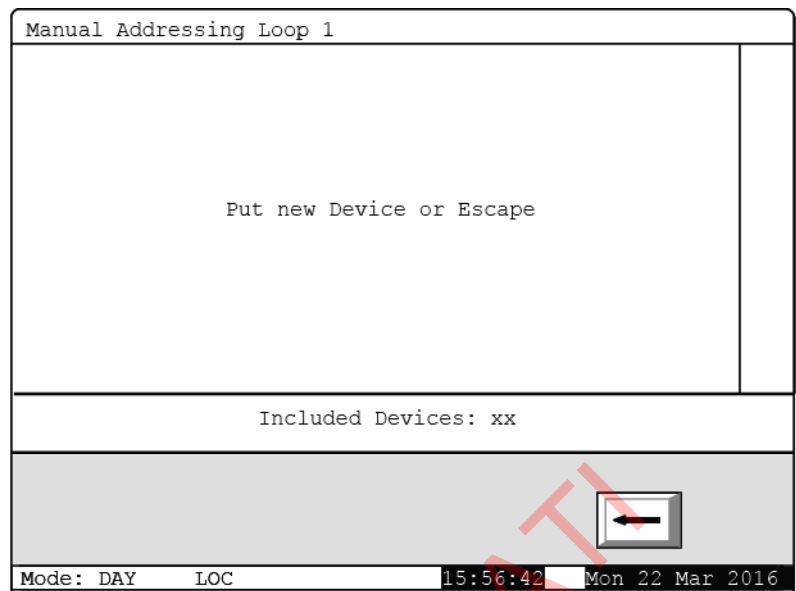 Manual Addressing Loop 1
Put new Device or Escape
Included Devices: xx
Mode: DAY LOC 15:56:42 Mon 22 Mar 2016